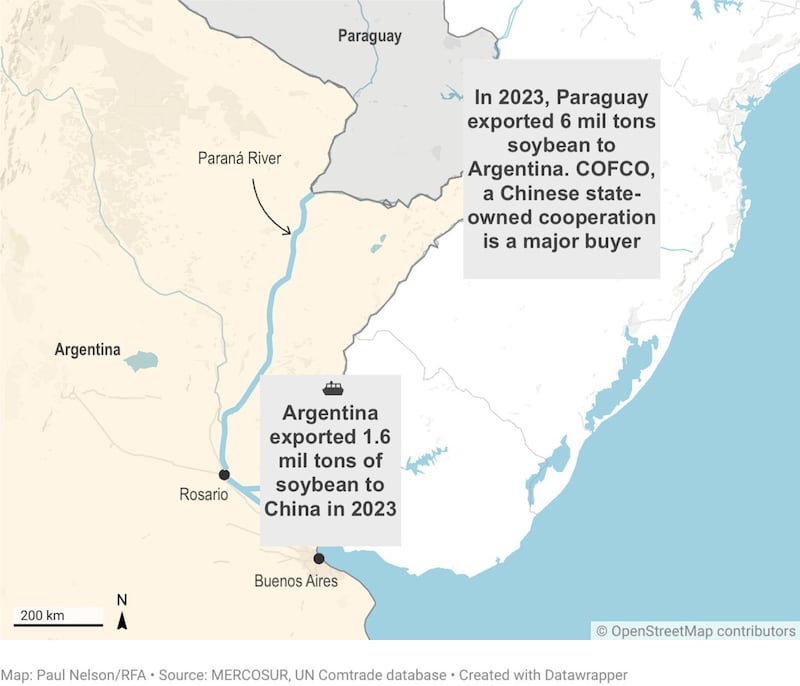 Paraguay
In 2023, Paraguay
exported 6 mil tons
soybean to
Argentina. COFCO,
a Chinese state-
owned cooperation
is a major buyer
Paraná River
Argentina
Argentina
exported 1.6
mil tons of
soybean to
China in 2023
Rosario
Buenos Aires
200 km
N
© OpenStreetMap contributors
Map: Paul Nelson/RFA • Source: MERCOSUR, UN Comtrade database • Created with Datawrapper